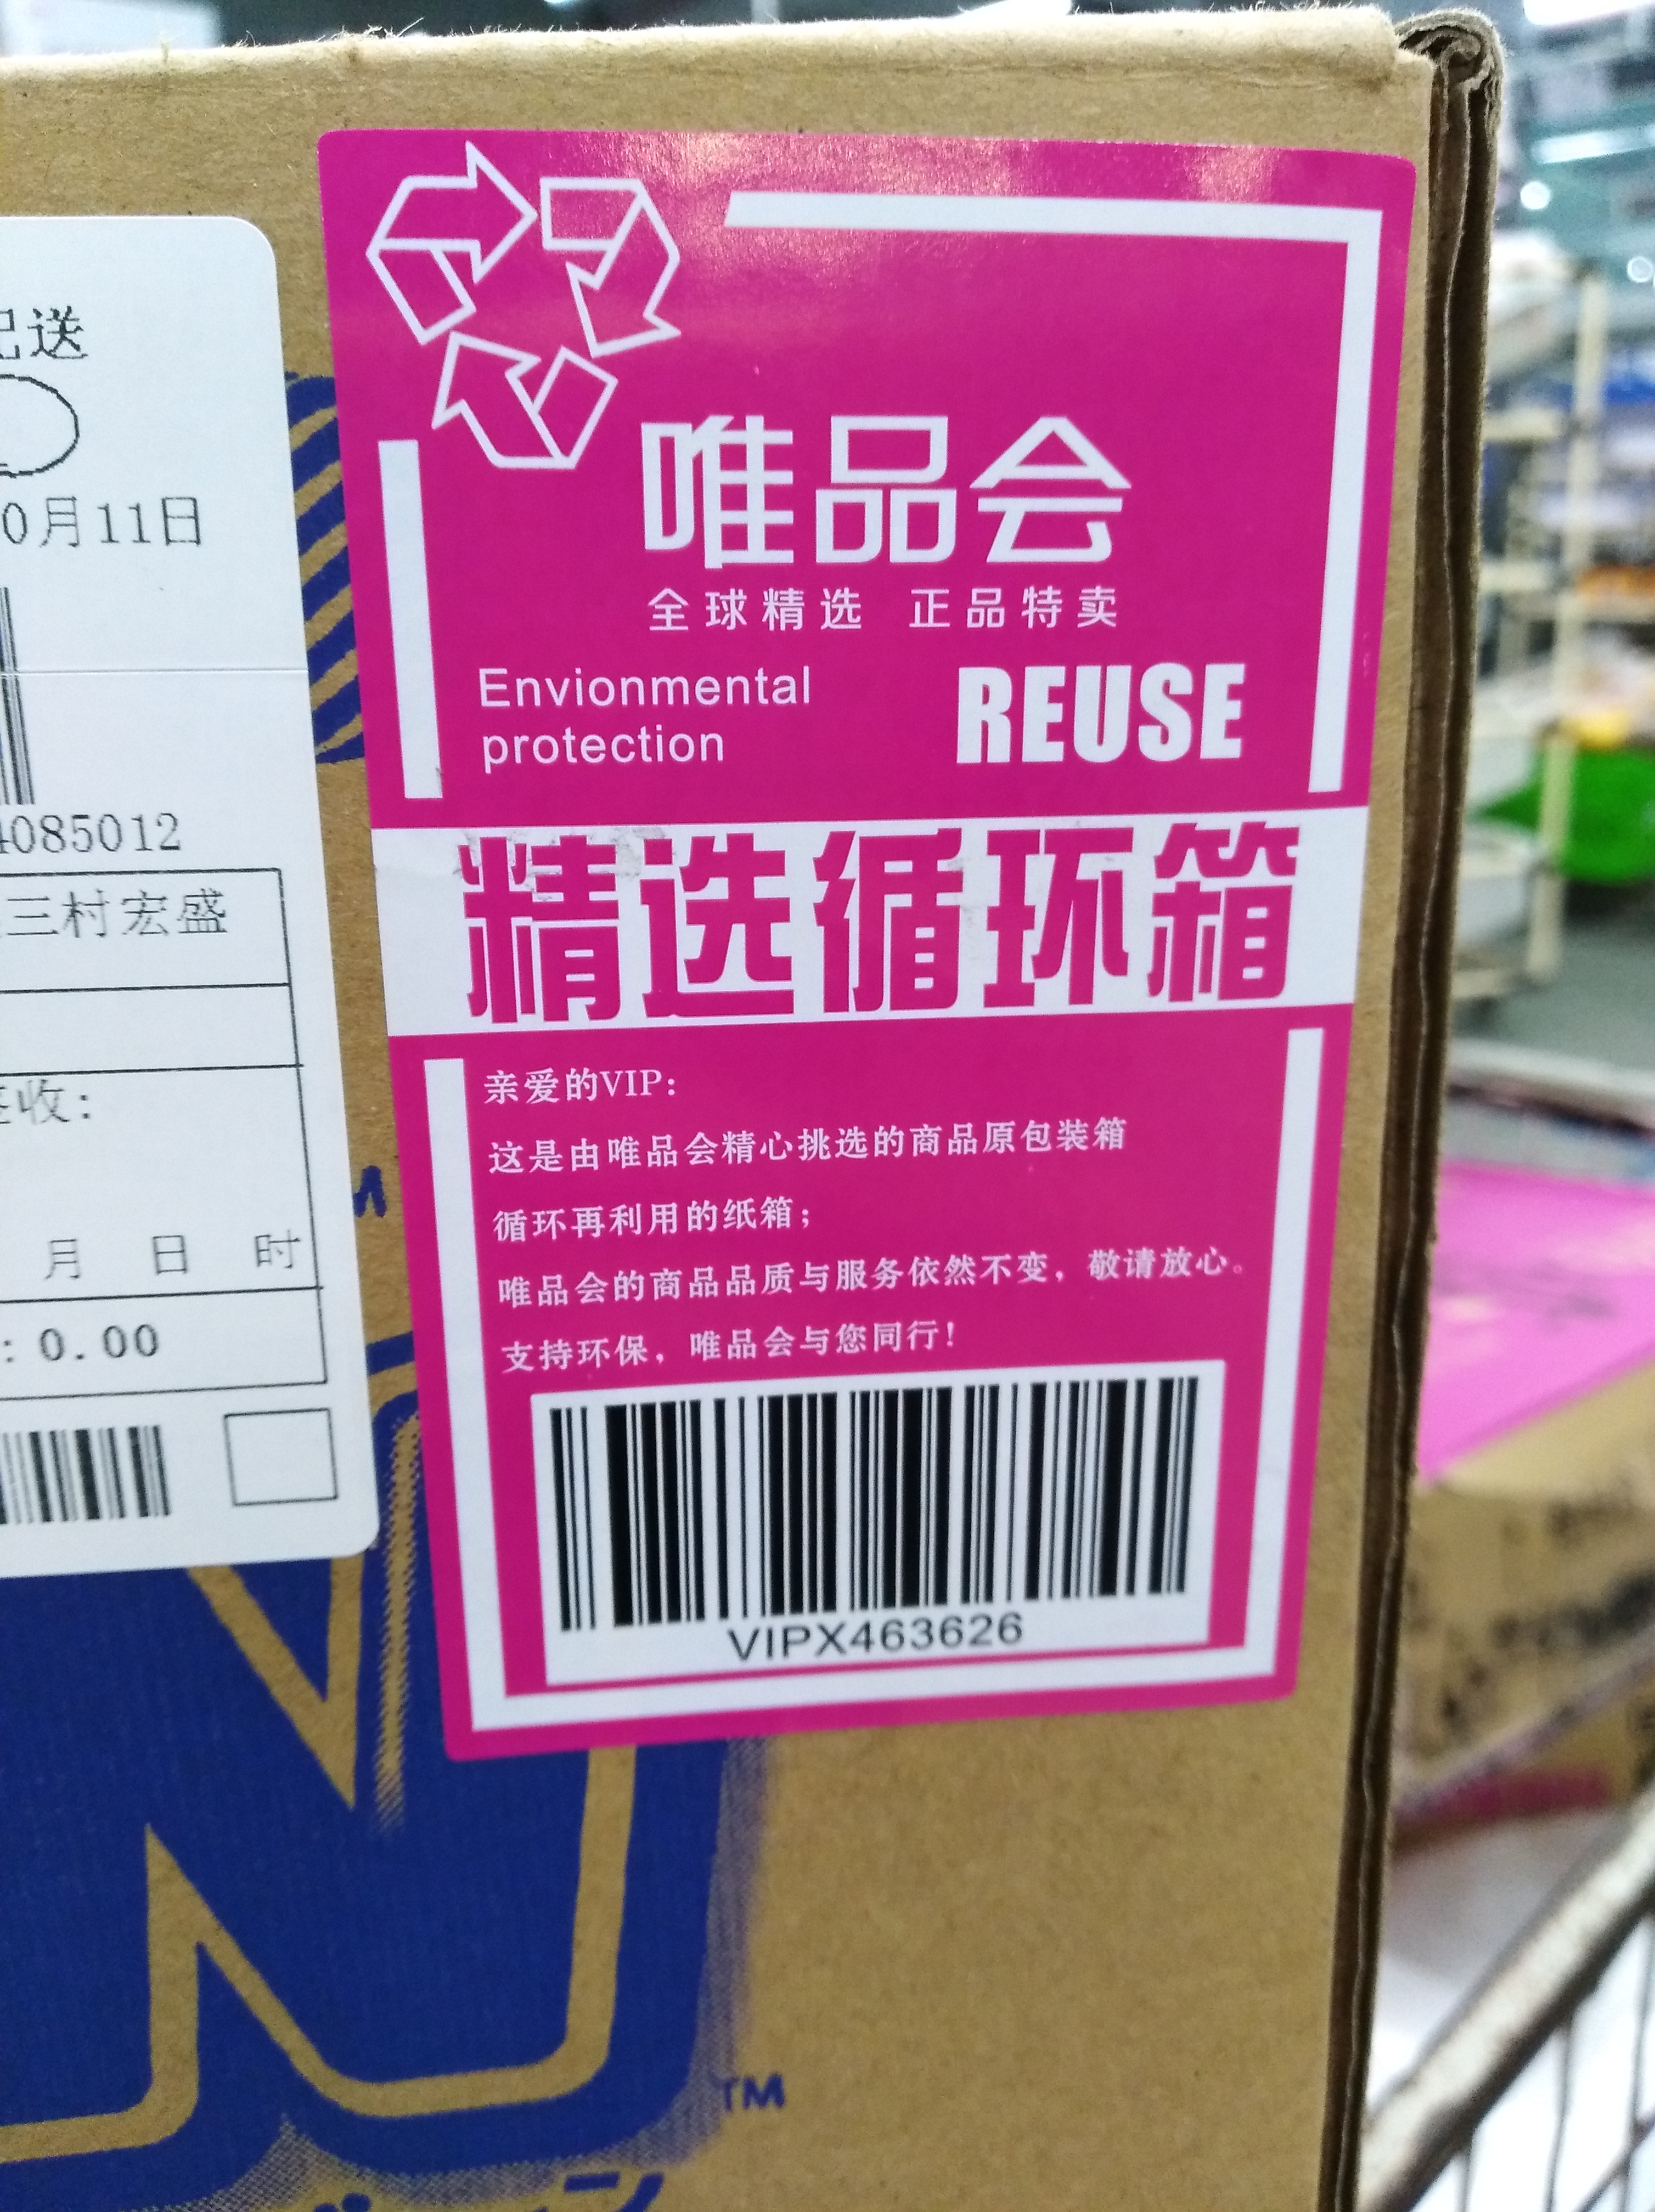 送
0月11日
4085012
三村宏盛
收:
月 日 时
: 0.00
唯品会
全球精选 正品特卖
Envionmental
protection
REUSE
精选循环箱
亲爱的VIP:
这是由唯品会精心挑选的商品原包装箱
循环再利用的纸箱;
唯品会的商品品质与服务依然不变,敬请放心。
支持环保,唯品会与您同行!
VIPX463626
TM